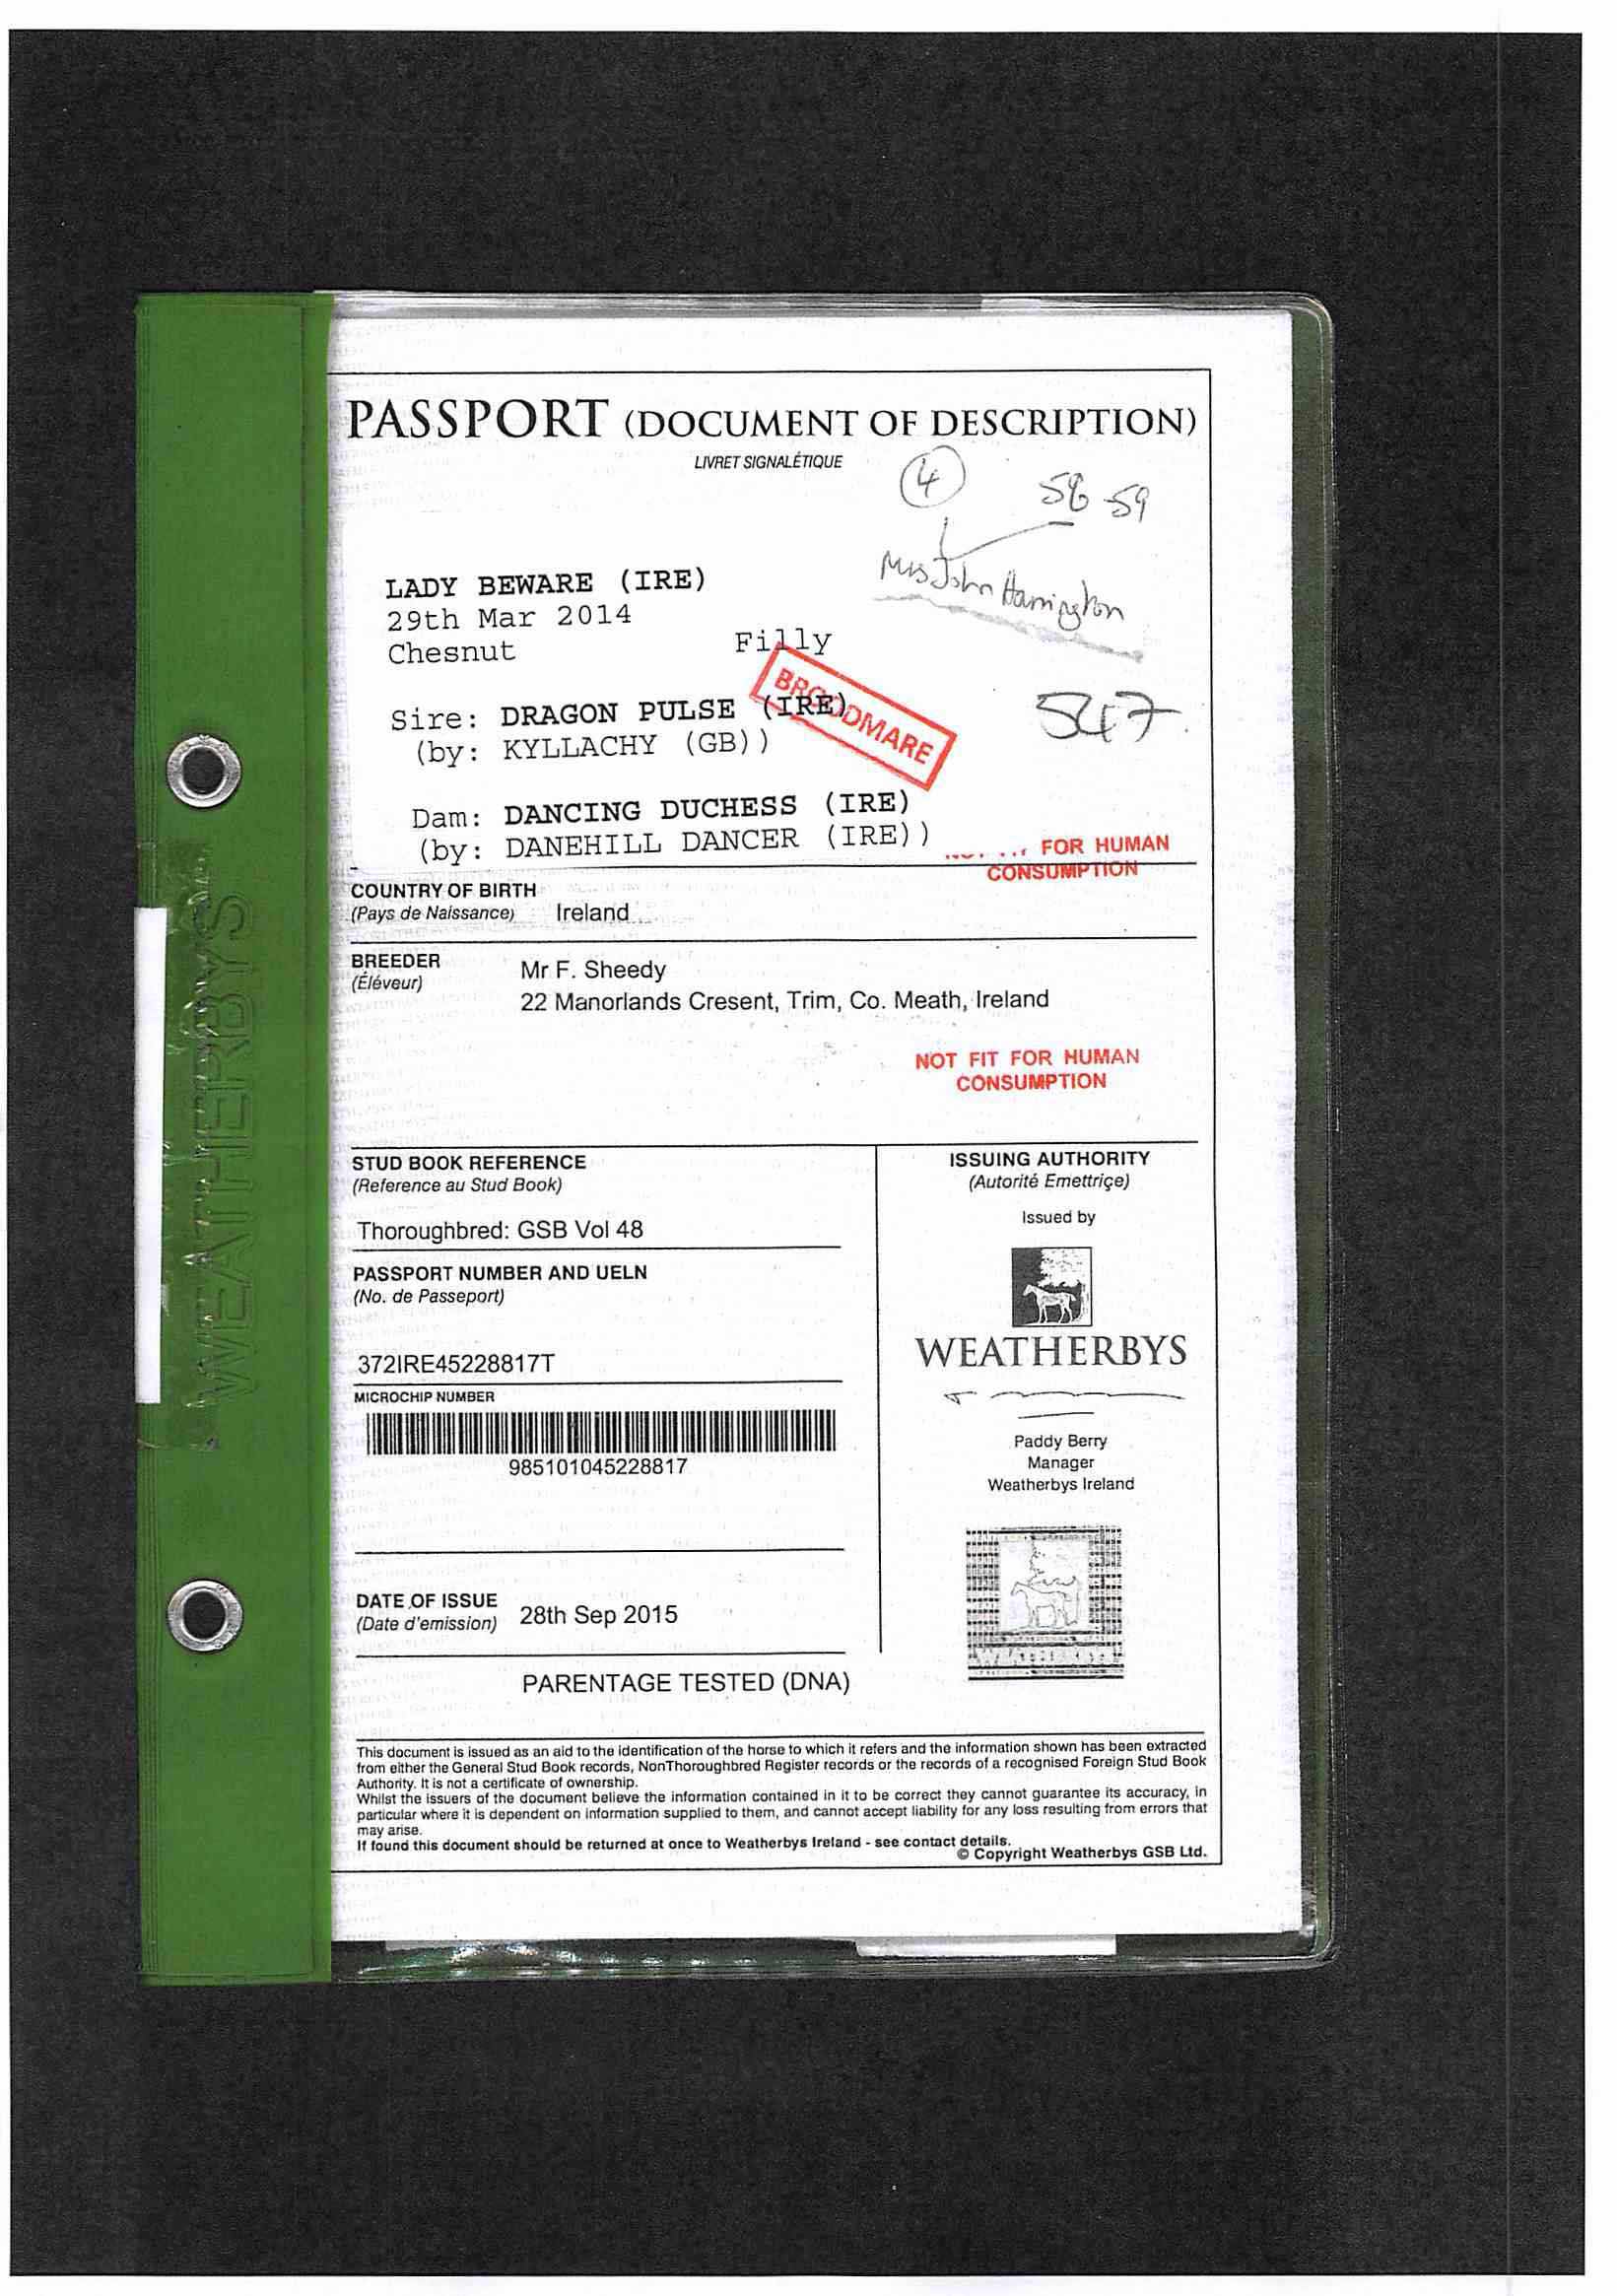 PASSPORT (DOCUMENT OF DESCRIPTION)
LIVRET SIGNALÉTIQUE
4
58 59
Mrs John Harrington
LADY BEWARE (IRE)
29th Mar 2014
Chesnut Filly
BROODMARE
Sire: DRAGON PULSE (IRE)
(by: KYLLACHY (GB))
547
Dam: DANCING DUCHESS (IRE)
(by: DANEHILL DANCER (IRE))
FOR HUMAN
CONSUMPTION
COUNTRY OF BIRTH
(Pays de Naissance) Ireland
BREEDER
(Éléveur)
Mr F. Sheedy
22 Manorlands Cresent, Trim, Co. Meath, Ireland
NOT FIT FOR HUMAN
CONSUMPTION
WEATHERBYS
STUD BOOK REFERENCE
(Reference au Stud Book)
Thoroughbred: GSB Vol 48
PASSPORT NUMBER AND UELN
(No. de Passeport)
372IRE45228817T
MICROCHIP NUMBER
985101045228817
DATE OF ISSUE
(Date d'emission) 28th Sep 2015
ISSUING AUTHORITY
(Autorité Emettriçe)
Issued by
WEATHERBYS
Paddy Berry
Manager
Weatherbys Ireland
WEATHERBYS
PARENTAGE TESTED (DNA)
This document is issued as an aid to the identification of the horse to which it refers and the information shown has been extracted
from either the General Stud Book records, NonThoroughbred Register records or the records of a recognised Foreign Stud Book
Authority. It is not a certificate of ownership.
Whilst the issuers of the document believe the information contained in it to be correct they cannot guarantee its accuracy, in
particular where it is dependent on information supplied to them, and cannot accept liability for any loss resulting from errors that
may arise.
If found this document should be returned at once to Weatherbys Ireland - see contact details.
© Copyright Weatherbys GSB Ltd.